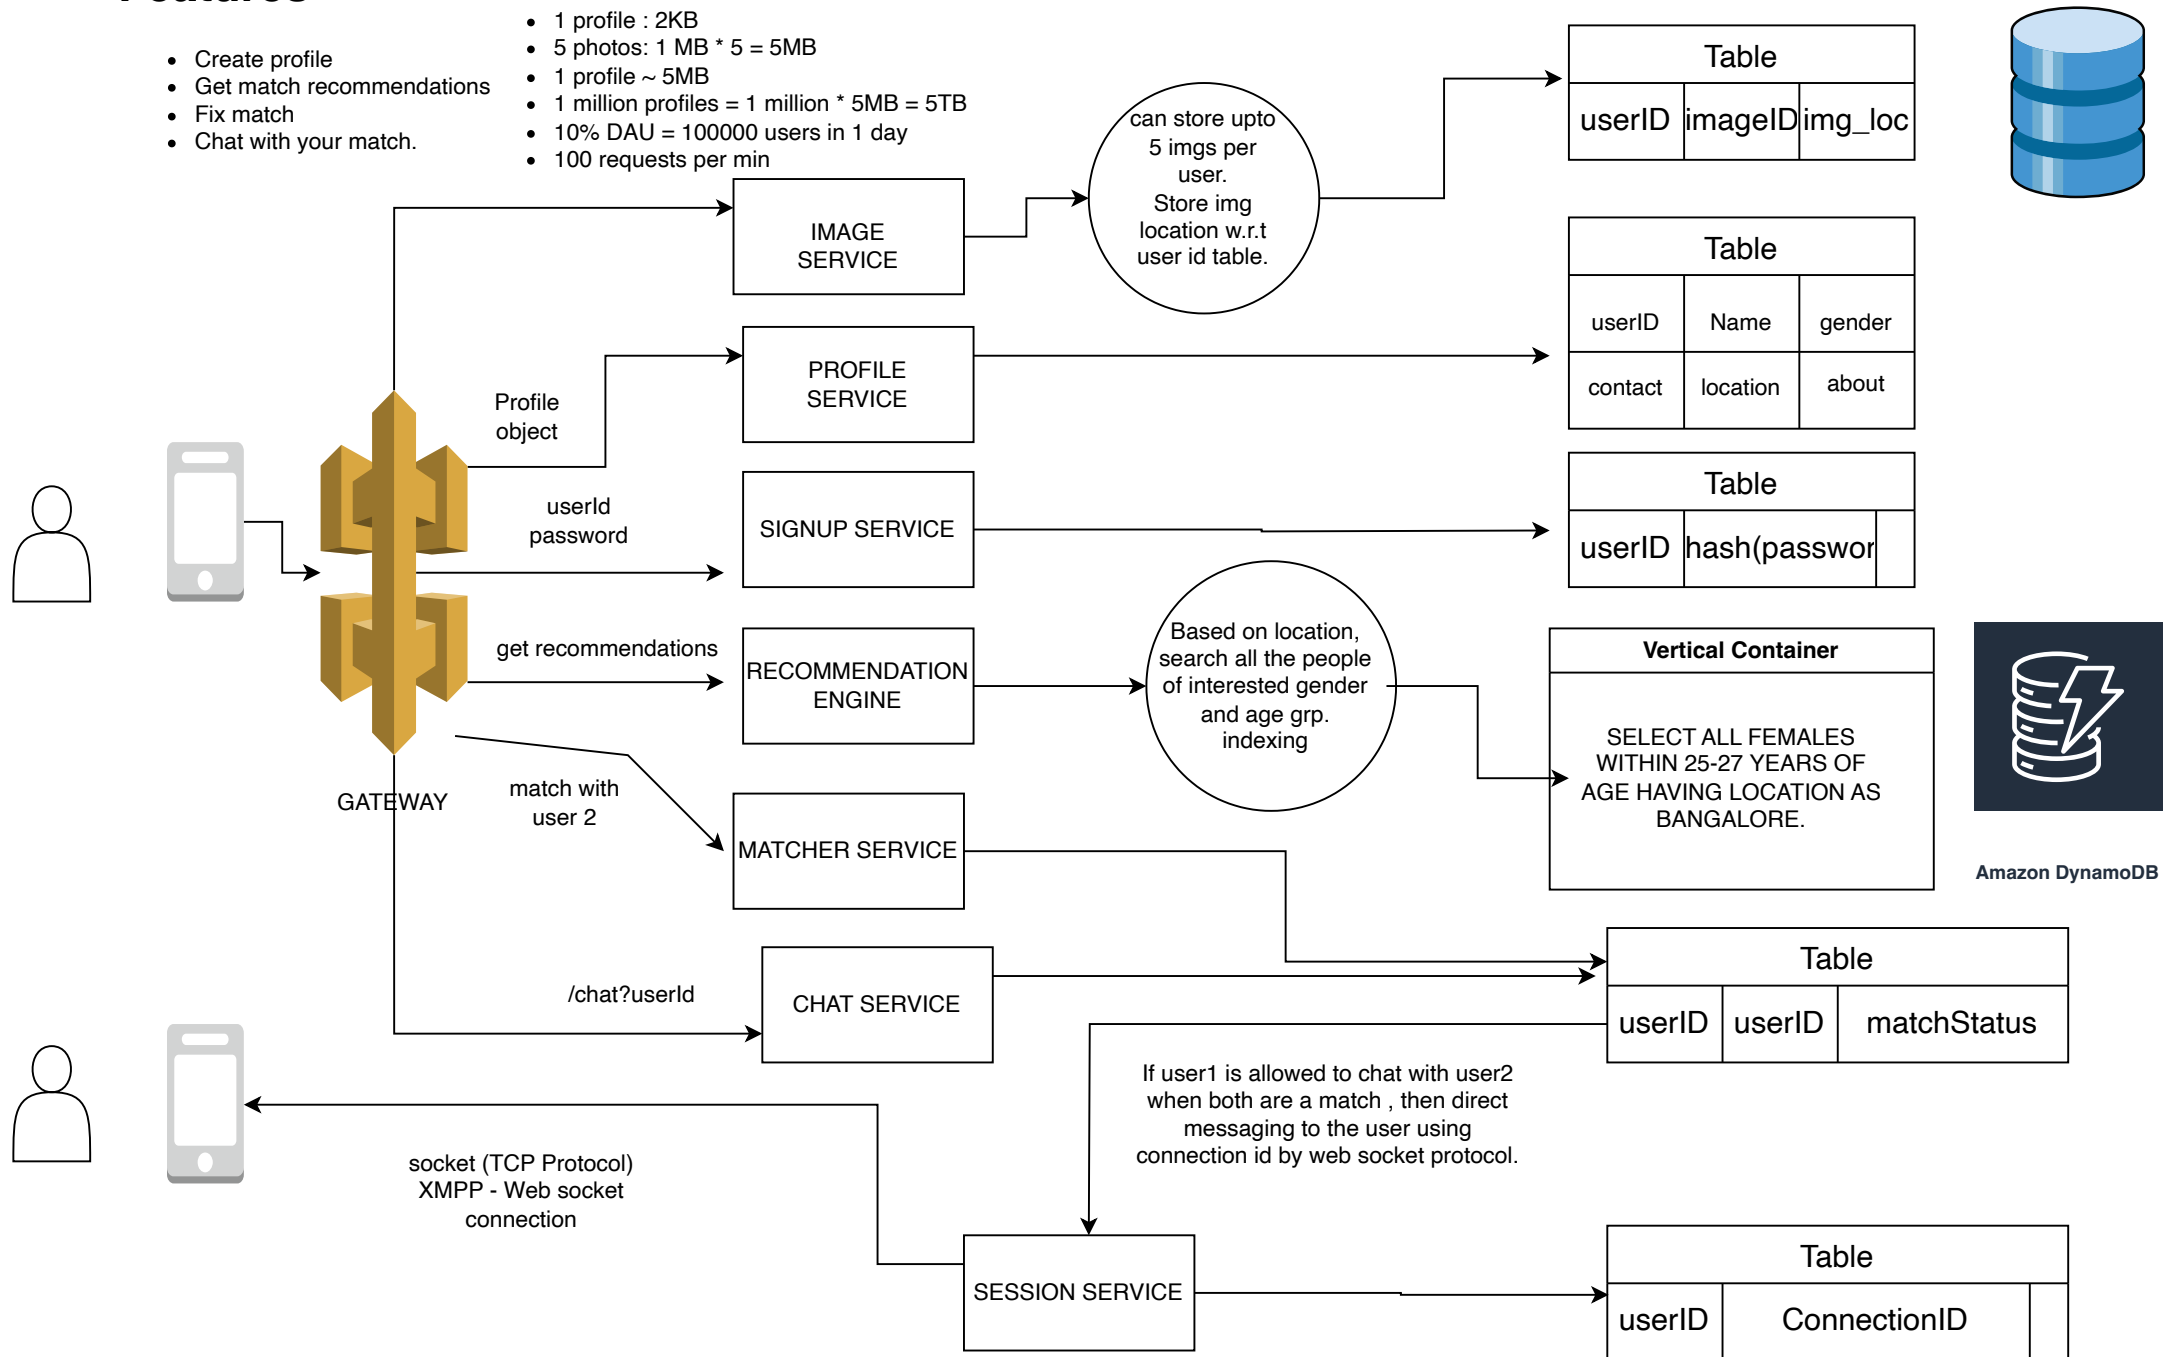 Features
Create profile
Get match recommendations
Fix match
Chat with your match.
1 profile : 2KB
5 photos: 1 MB * 5 = 5MB
1 profile ~ 5MB
1 million profiles = 1 million * 5MB = 5TB
10% DAU = 100000 users in 1 day
100 requests per min
IMAGE
SERVICE
can store upto
5 imgs per
user.
Store img
location w.r.t
user id table.
Table
userID imageID img_loc
Profile
object
PROFILE
SERVICE
Table
userID Name gender
contact location about
userId
password
SIGNUP SERVICE
Table
userID hash(passwor
get recommendations
RECOMMENDATION
ENGINE
Based on location,
search all the people
of interested gender
and age grp.
indexing
Vertical Container
SELECT ALL FEMALES
WITHIN 25-27 YEARS OF
AGE HAVING LOCATION AS
BANGALORE.
Amazon DynamoDB
GATEWAY
match with
user 2
MATCHER SERVICE
/chat?userId
CHAT SERVICE
Table
userID userID matchStatus
If user1 is allowed to chat with user2
when both are a match , then direct
messaging to the user using
connection id by web socket protocol.
socket (TCP Protocol)
XMPP - Web socket
connection
SESSION SERVICE
Table
userID ConnectionID